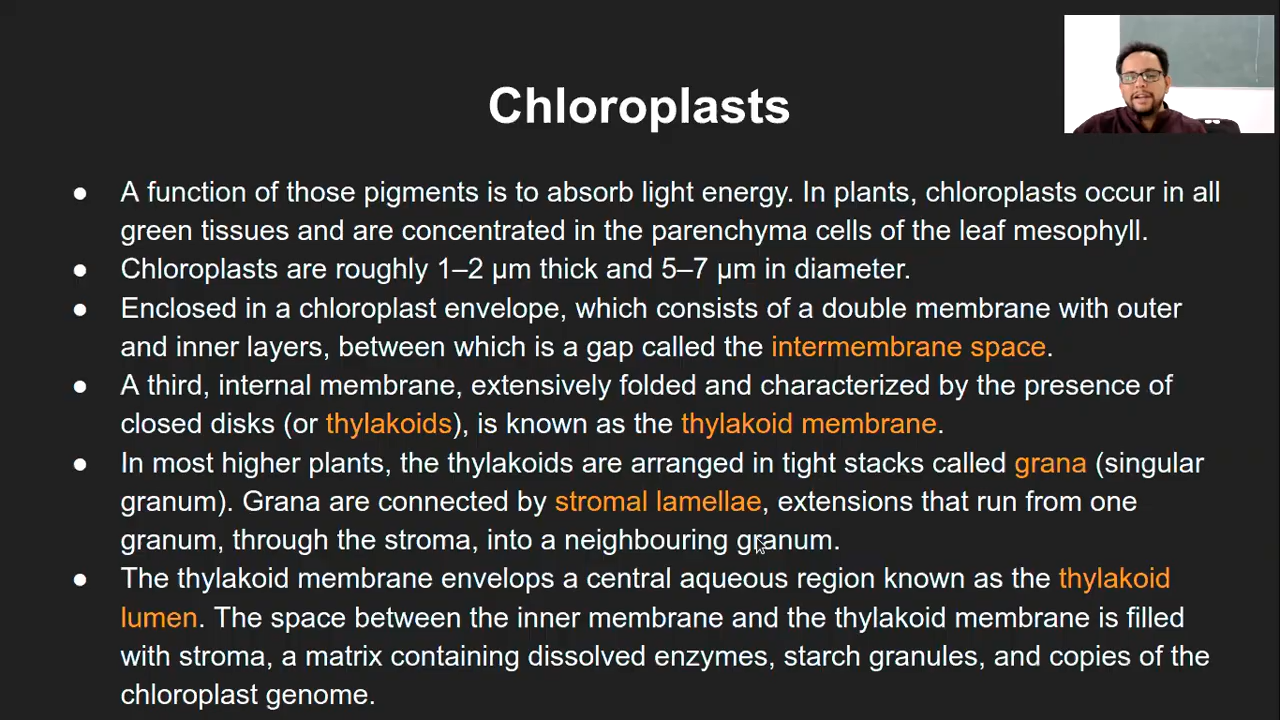 Chloroplasts
● A function of those pigments is to absorb light energy. In plants, chloroplasts occur in all
green tissues and are concentrated in the parenchyma cells of the leaf mesophyll.
● Chloroplasts are roughly 1–2 μm thick and 5–7 μm in diameter.
● Enclosed in a chloroplast envelope, which consists of a double membrane with outer
and inner layers, between which is a gap called the intermembrane space.
● A third, internal membrane, extensively folded and characterized by the presence of
closed disks (or thylakoids), is known as the thylakoid membrane.
● In most higher plants, the thylakoids are arranged in tight stacks called grana (singular
granum). Grana are connected by stromal lamellae, extensions that run from one
granum, through the stroma, into a neighbouring granum.
● The thylakoid membrane envelops a central aqueous region known as the thylakoid
lumen. The space between the inner membrane and the thylakoid membrane is filled
with stroma, a matrix containing dissolved enzymes, starch granules, and copies of the
chloroplast genome.